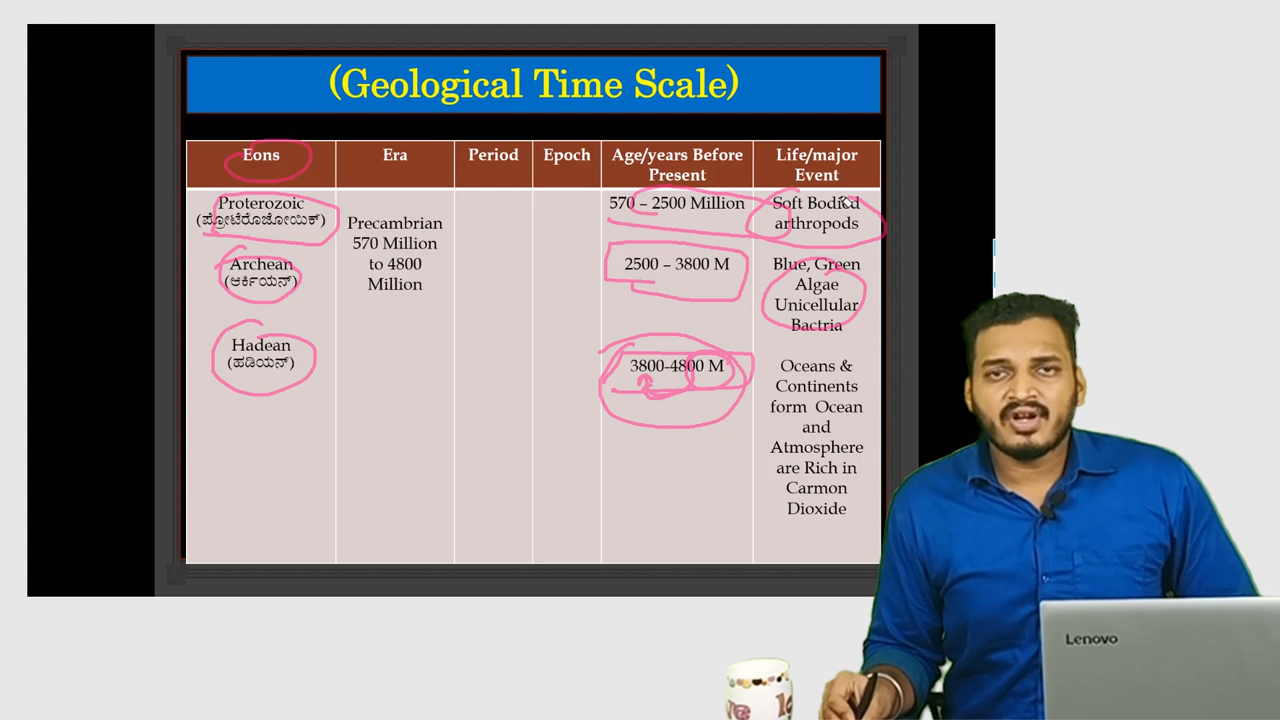 (Geological Time Scale)
Eons
Era
Period
Epoch
Age/years Before
Present
Life/major
Event
Proterozoic
(ಪ್ರೋಟೆರೊಜೋಯಿಕ್)
Precambrian
570 Million
to 4800
Million
570 – 2500 Million
Soft Bodied
arthropods
Archean
(ಆರ್ಕಿಯನ್)
2500 – 3800 M
Blue, Green
Algae
Unicellular
Bactria
Hadean
(ಹಡಿಯನ್)
3800-4800 M
Oceans &
Continents
form Ocean
and
Atmosphere
are Rich in
Carmon
Dioxide
Lenovo